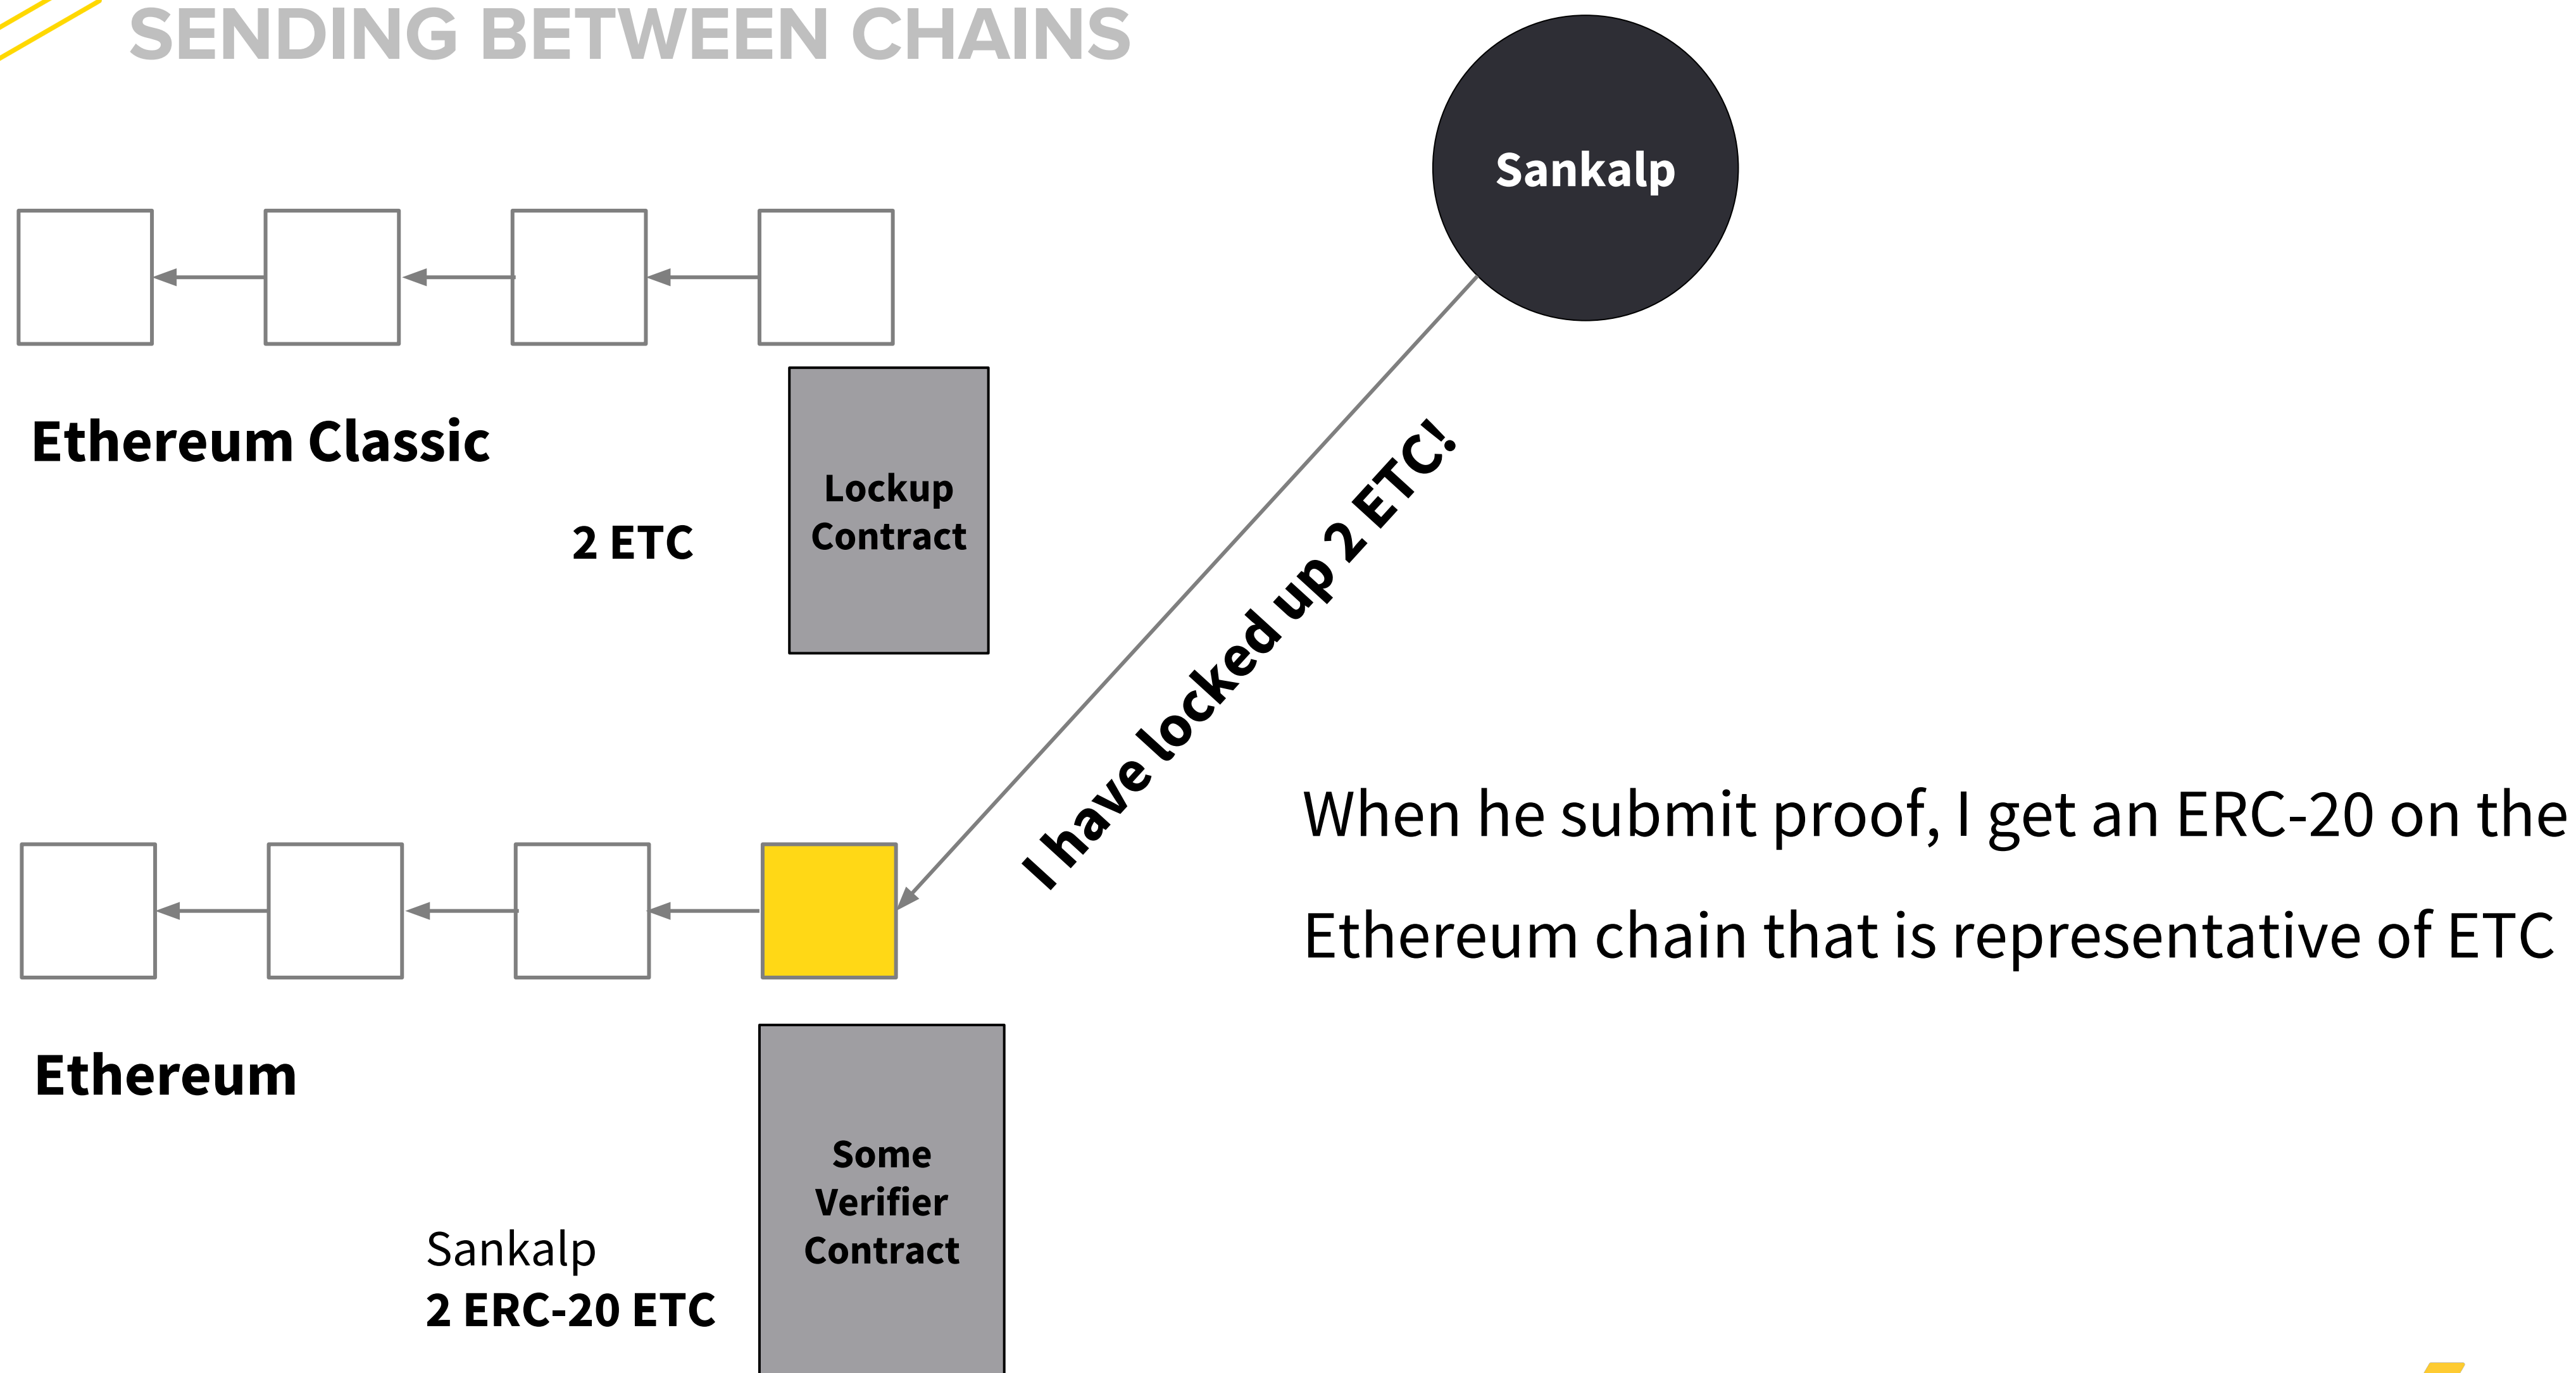 SENDING BETWEEN CHAINS
Sankalp
Ethereum Classic
Lockup
Contract
2 ETC
I have locked up 2 ETC!
When he submit proof, I get an ERC-20 on the
Ethereum chain that is representative of ETC
Ethereum
Some
Verifier
Contract
Sankalp
2 ERC-20 ETC